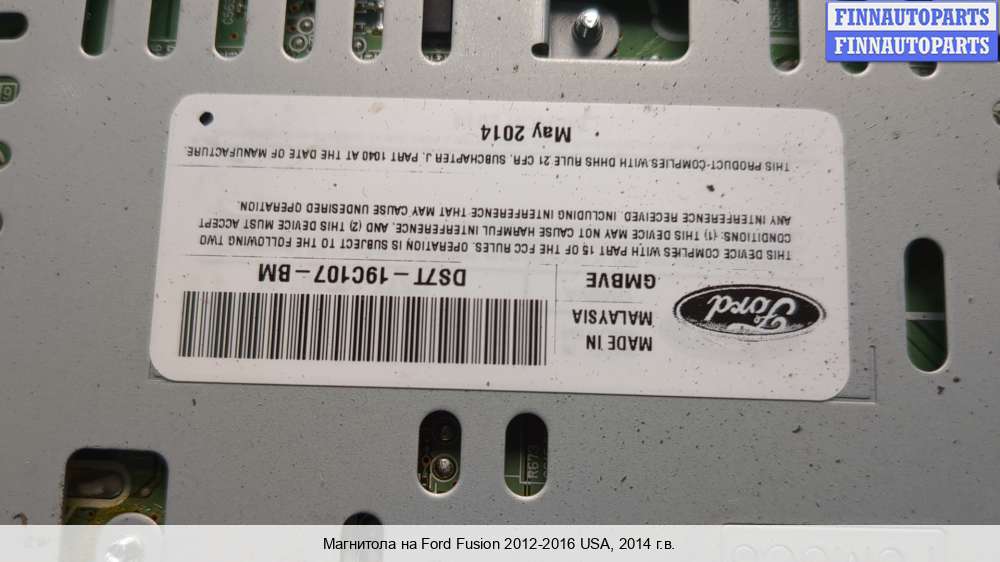 FINNAUTOPARTS
FINNAUTOPARTS
Ford
MADE IN
MALAYSIA
GMBVE
DS7T-19C107-BM
THIS DEVICE COMPLIES WITH PART 15 OF THE FCC RULES. OPERATION IS SUBJECT TO THE FOLLOWING TWO
CONDITIONS: (1) THIS DEVICE MAY NOT CAUSE HARMFUL INTERFERENCE, AND (2) THIS DEVICE MUST ACCEPT
ANY INTERFERENCE RECEIVED, INCLUDING INTERFERENCE THAT MAY CAUSE UNDESIRED OPERATION.
THIS PRODUCT-COMPLIES WITH DHHS RULE 21 CFR, SUBCHAPTER J, PART 1040 AT THE DATE OF MANUFACTURE.
May 2014
R673
Магнитола на Ford Fusion 2012-2016 USA, 2014 г.в.